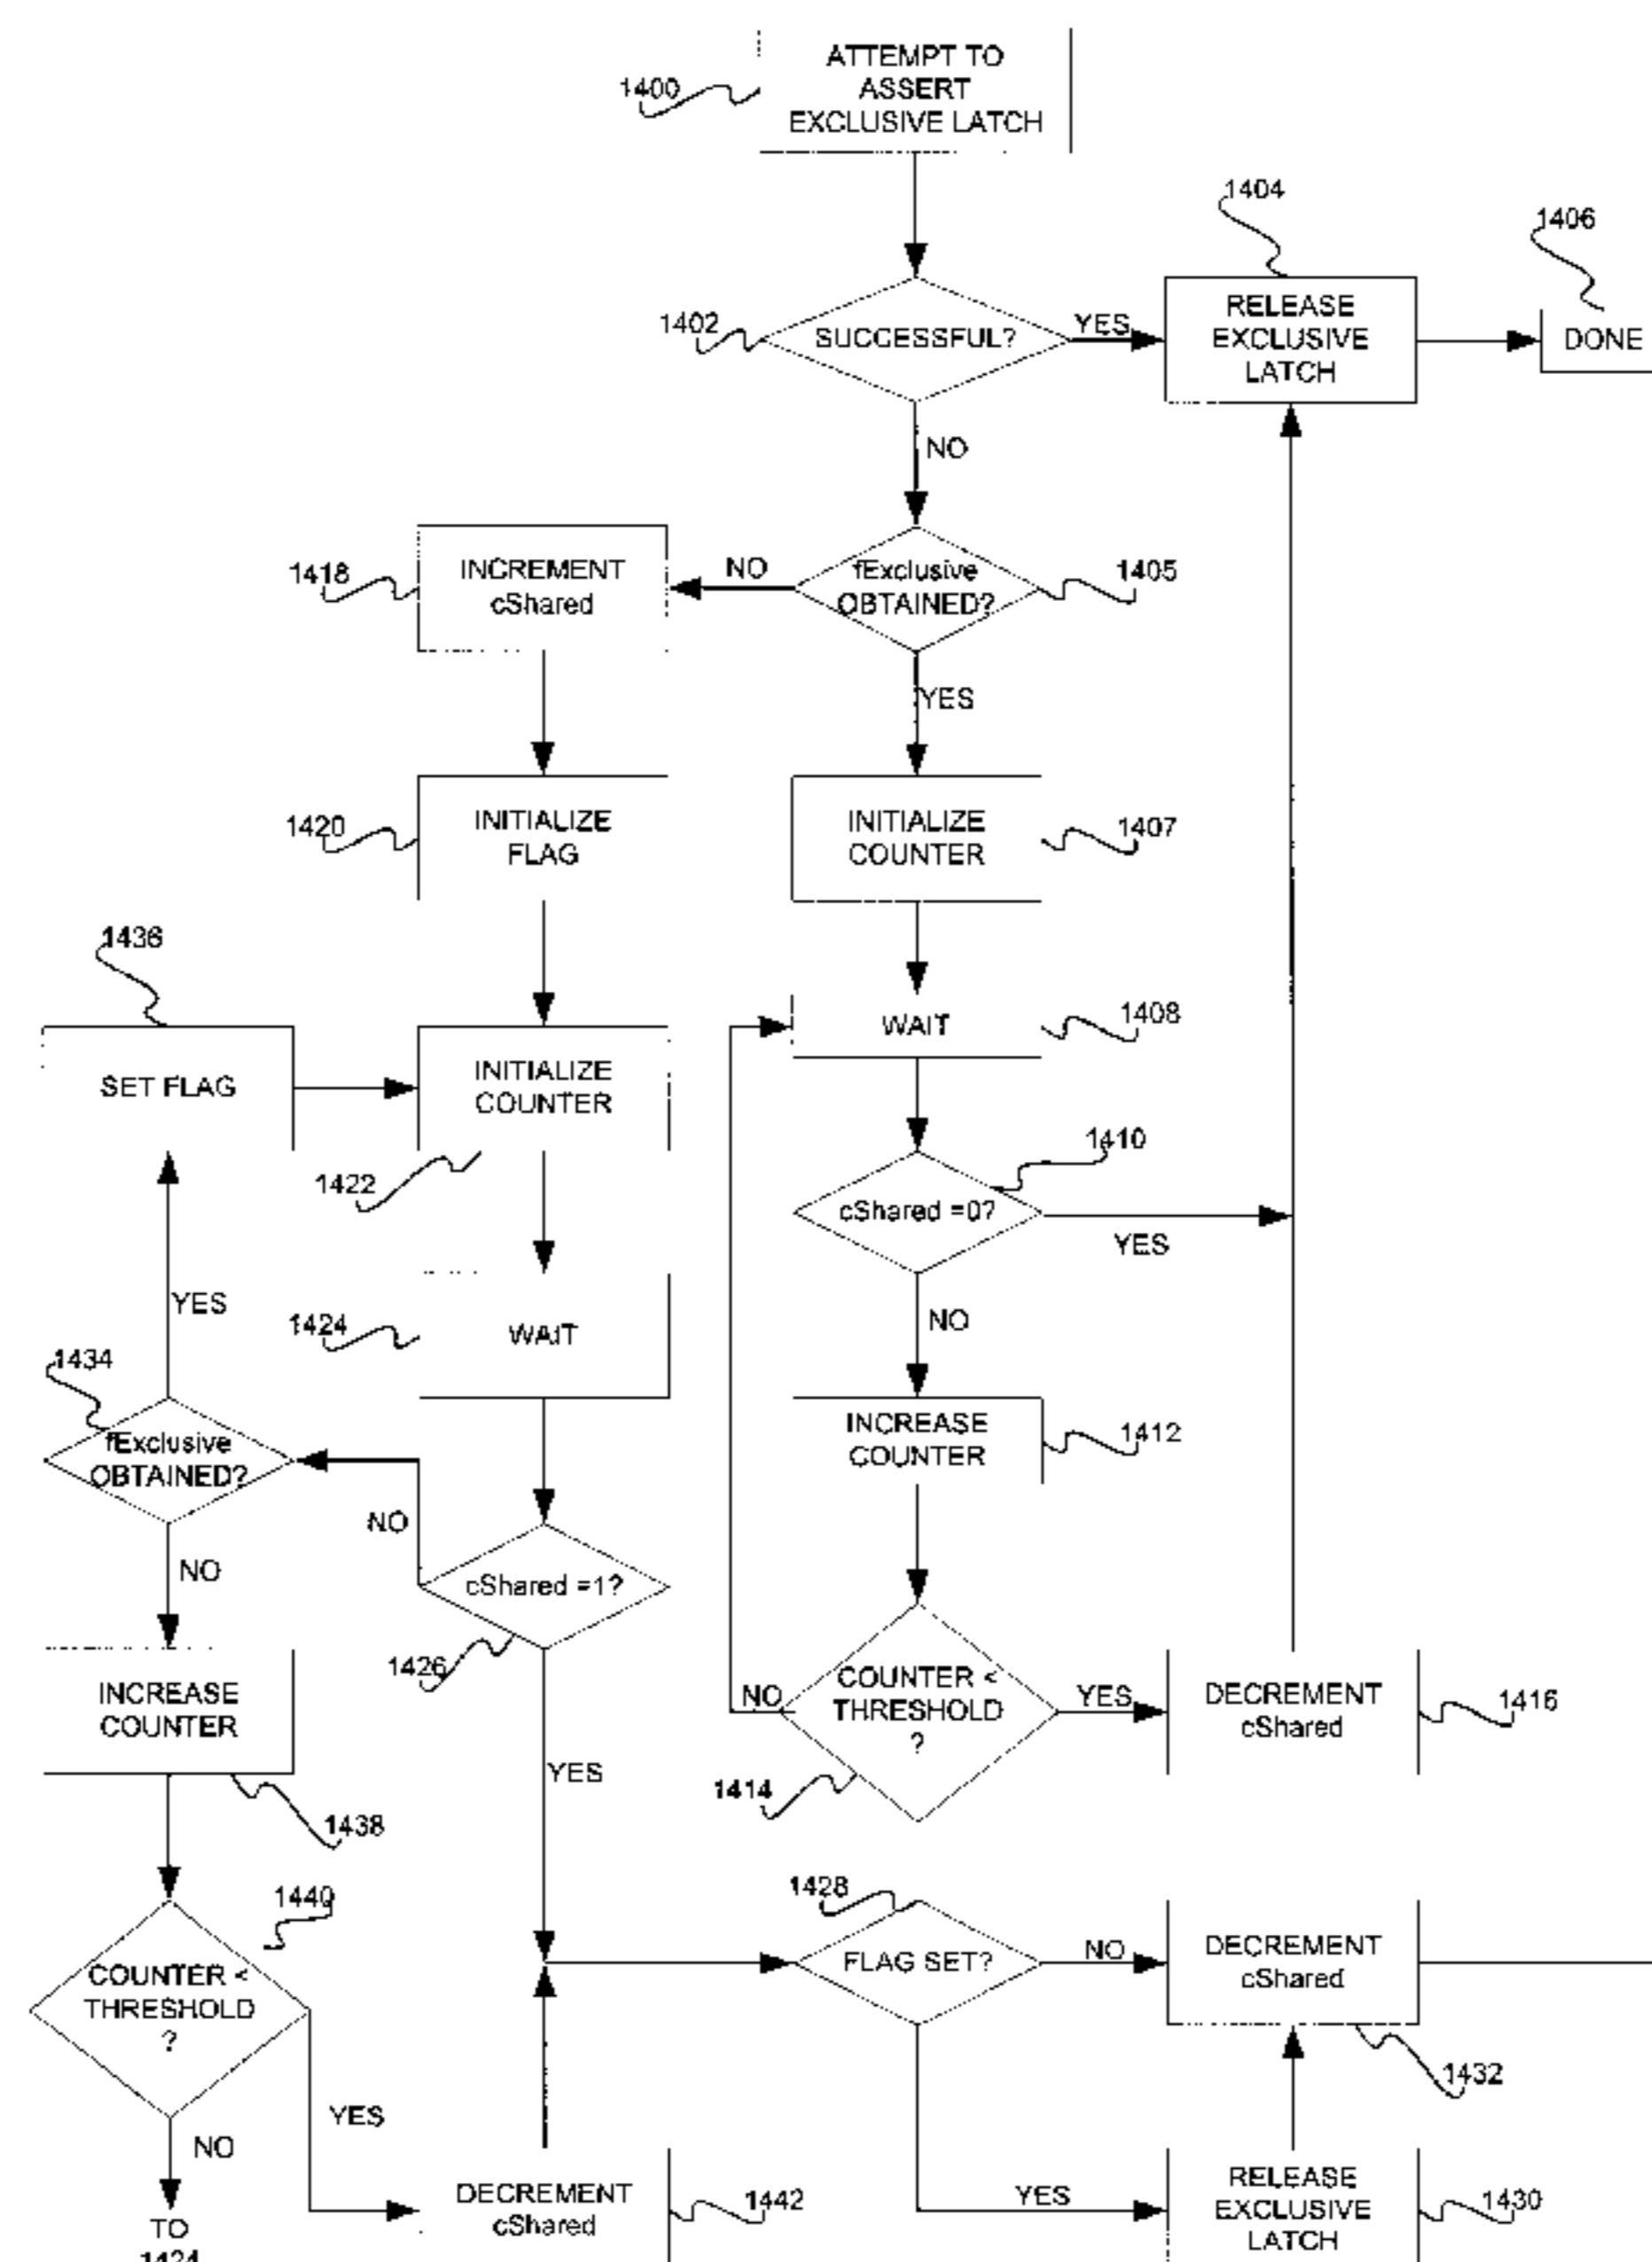 ATTEMPT TO
ASSERT
EXCLUSIVE LATCH
1400
1404
1406
1402
SUCCESSFUL?
YES
RELEASE
EXCLUSIVE
LATCH
DONE
NO
1418
INCREMENT
cShared
NO
fExclusive
OBTAINED?
1405
YES
1420
INITIALIZE
FLAG
INITIALIZE
COUNTER
1407
1436
SET FLAG
INITIALIZE
COUNTER
WAIT
1408
1422
1410
cShared =0?
YES
YES
1424
WAIT
NO
1434
fExclusive
OBTAINED?
INCREASE
COUNTER
1412
NO
NO
cShared =1?
1426
INCREASE
COUNTER
NO
COUNTER <
THRESHOLD
?
YES
DECREMENT
cShared
1416
YES
1414
1438
1440
1428
COUNTER <
THRESHOLD
?
FLAG SET?
NO
DECREMENT
cShared
1432
YES
NO
TO
1424
DECREMENT
cShared
1442
YES
RELEASE
EXCLUSIVE
LATCH
1430